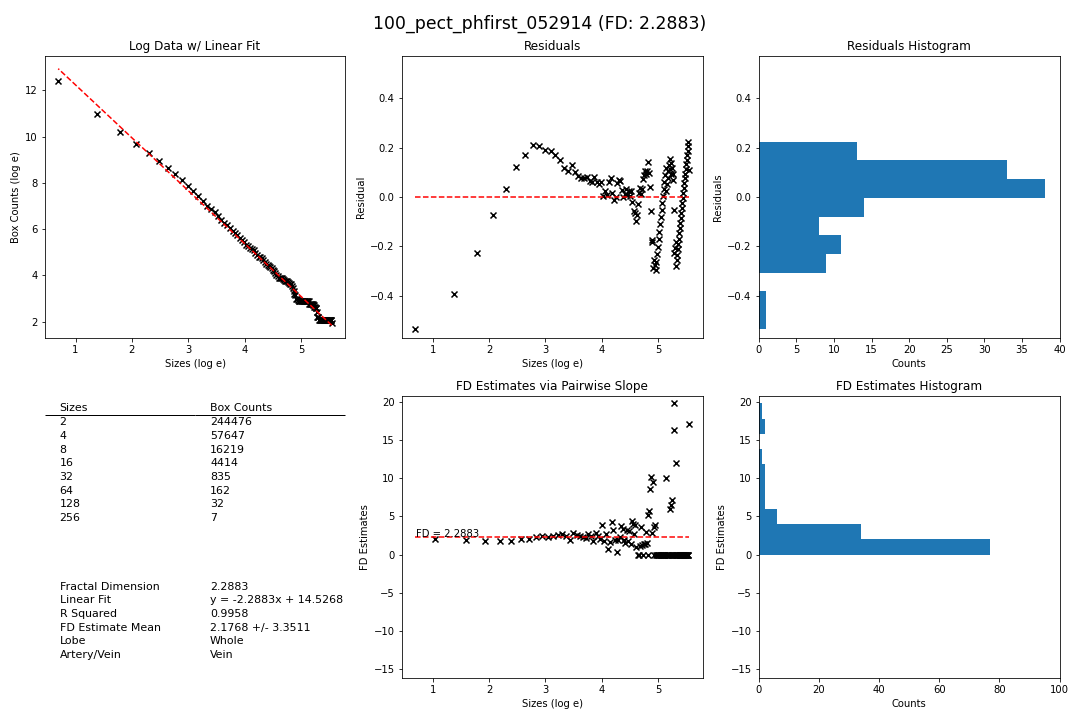 100_pect_phfirst_052914 (FD: 2.2883)
Log Data w/ Linear Fit
Box Counts (log e)
12
10
8
6
4
2
1 2 3 4 5
Sizes (log e)
Residuals
Residual
0.4
0.2
0.0
−0.2
−0.4
1 2 3 4 5
Sizes (log e)
Residuals Histogram
Residuals
0.4
0.2
0.0
−0.2
−0.4
0 5 10 15 20 25 30 35 40
Counts
Sizes Box Counts
2 244476
4 57647
8 16219
16 4414
32 835
64 162
128 32
256 7
Fractal Dimension 2.2883
Linear Fit y = -2.2883x + 14.5268
R Squared 0.9958
FD Estimate Mean 2.1768 +/- 3.3511
Lobe Whole
Artery/Vein Vein
FD Estimates via Pairwise Slope
FD Estimates
20
15
10
5
0
−5
−10
−15
FD = 2.2883
1 2 3 4 5
Sizes (log e)
FD Estimates Histogram
FD Estimates
20
15
10
5
0
−5
−10
−15
0 20 40 60 80 100
Counts